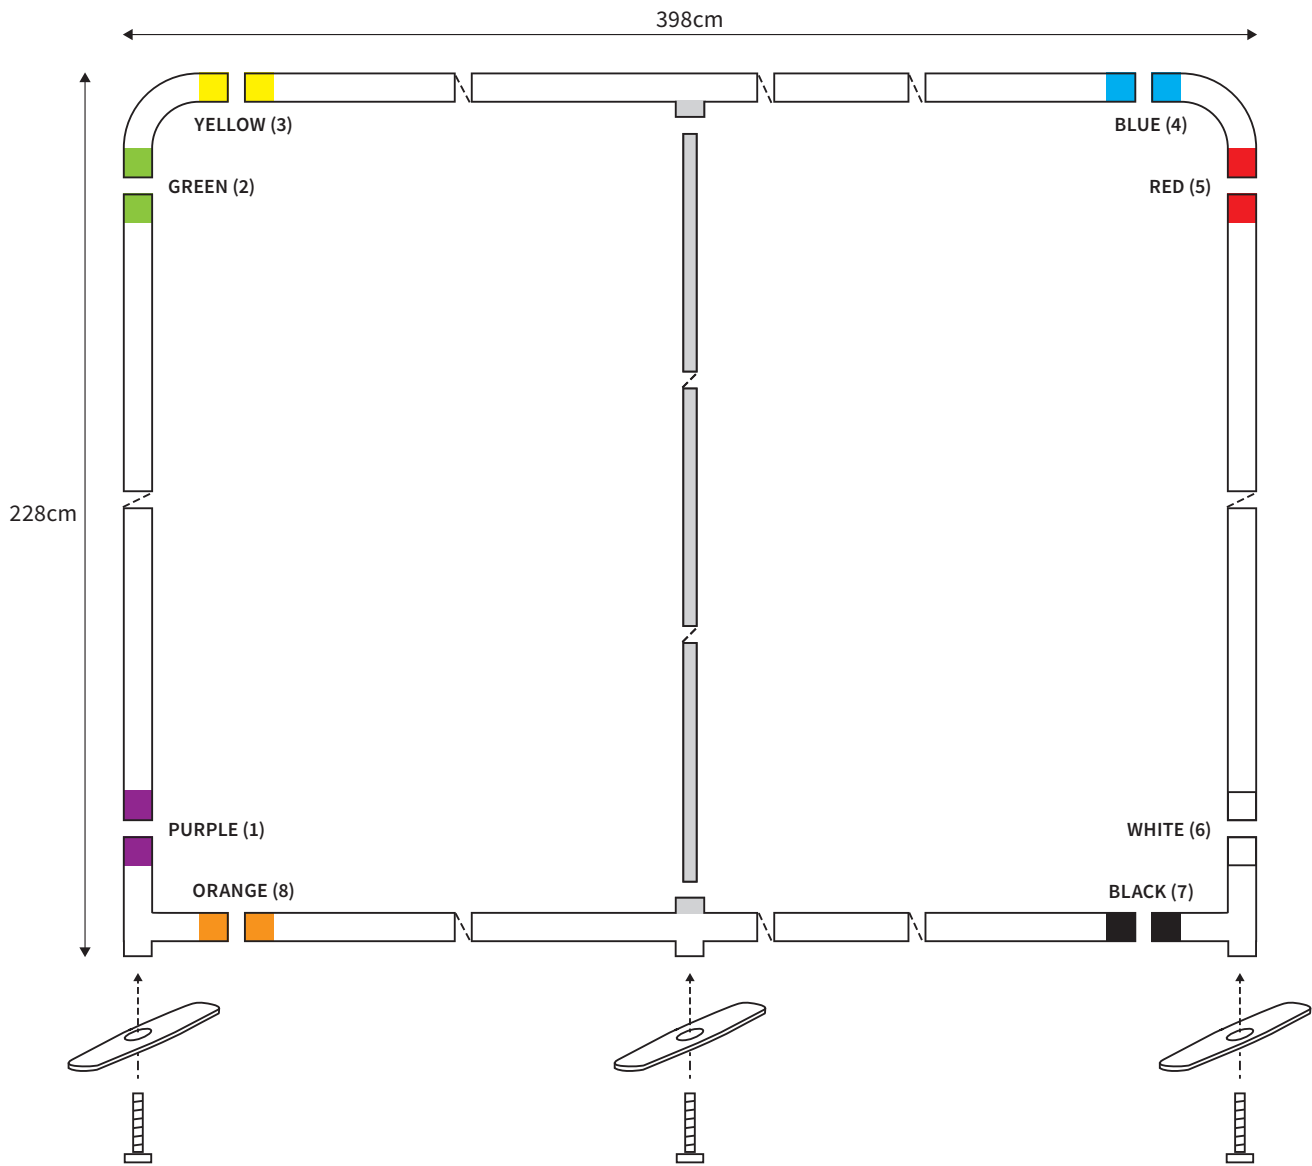 398cm
YELLOW (3)
BLUE (4)
GREEN (2)
RED (5)
228cm
PURPLE (1)
WHITE (6)
ORANGE (8)
BLACK (7)